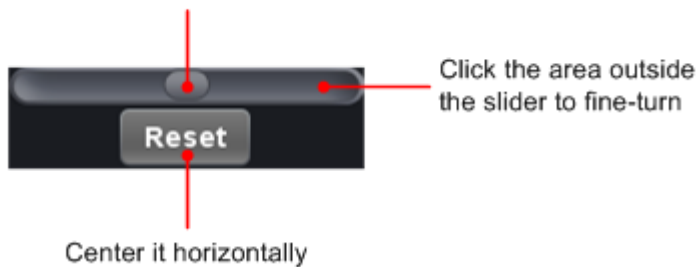 Click the area outside
the slider to fine-turn
Reset
Center it horizontally